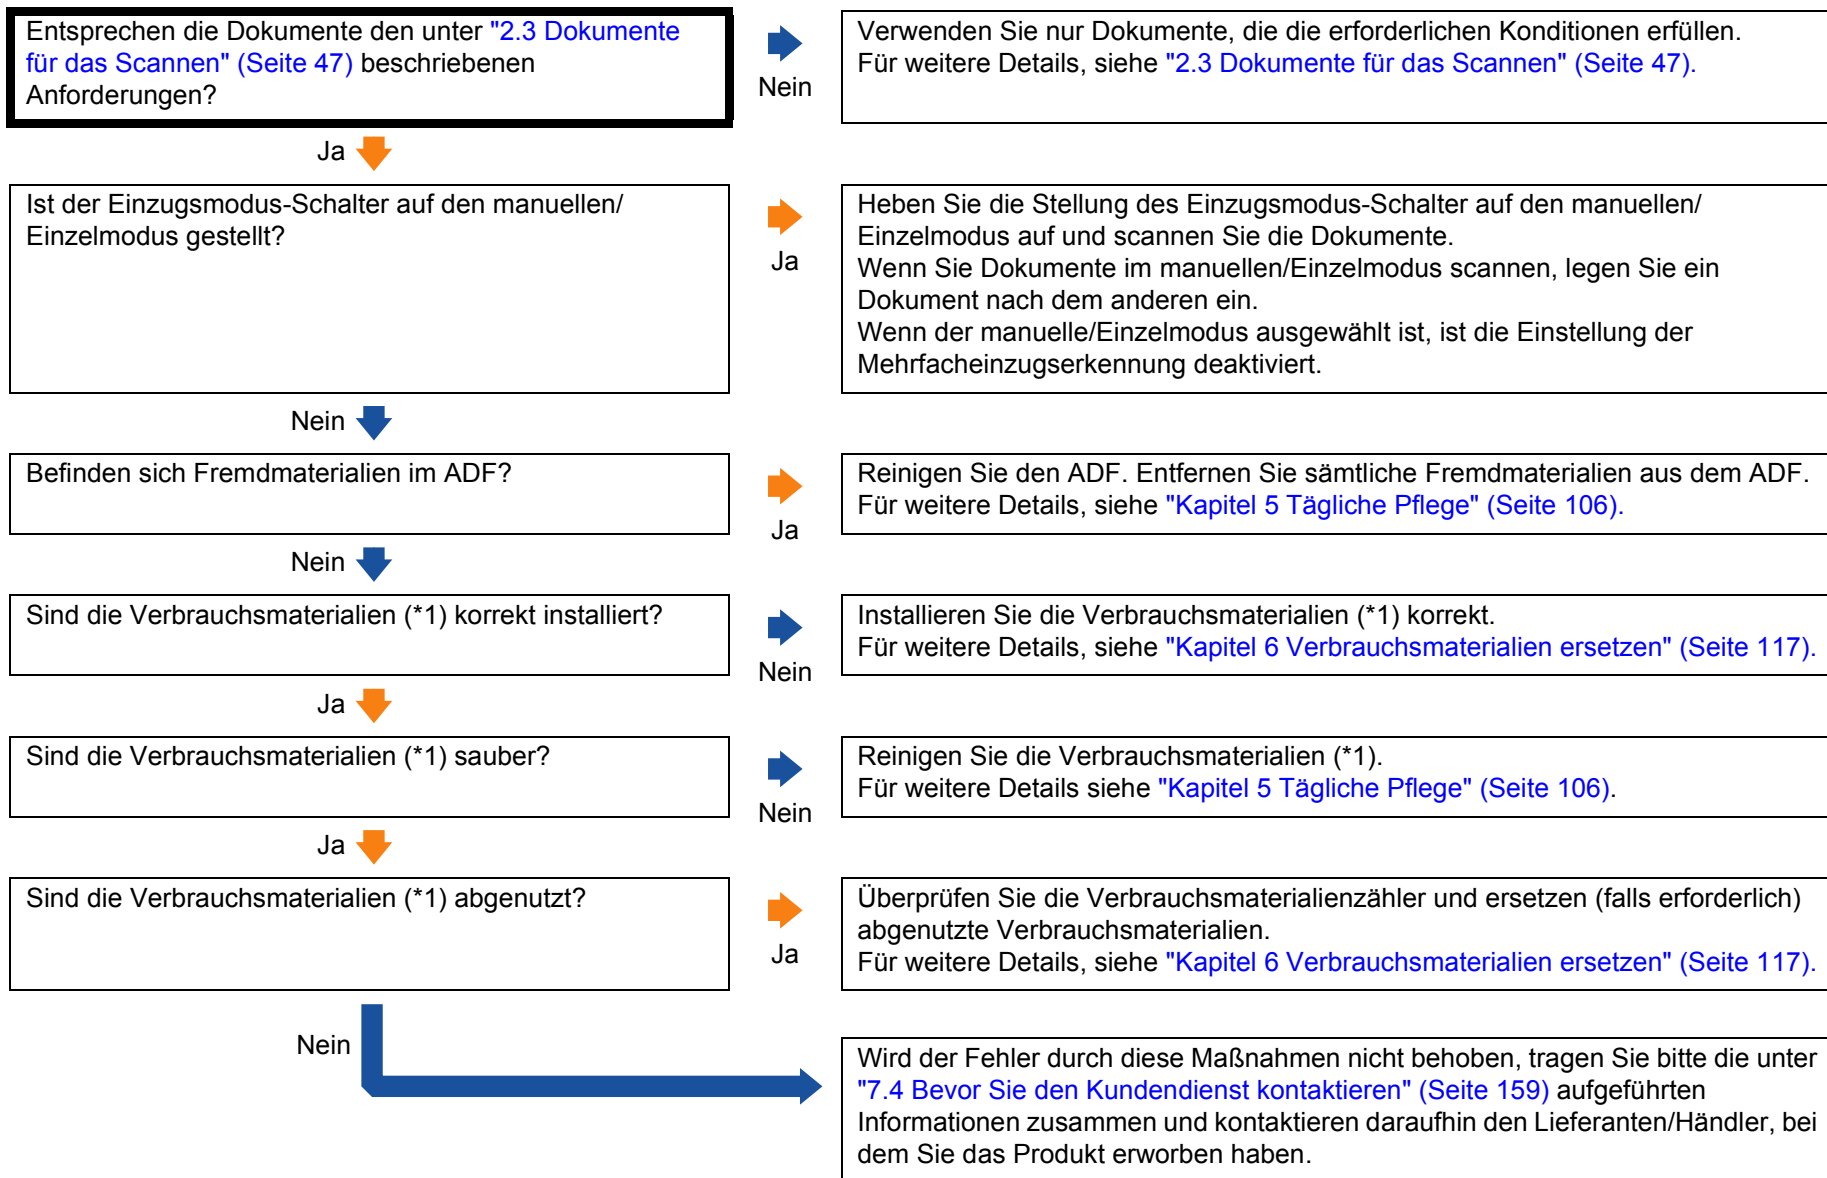 Entsprechen die Dokumente den unter "2.3 Dokumente
für das Scannen" (Seite 47) beschriebenen
Anforderungen?
Nein
Verwenden Sie nur Dokumente, die die erforderlichen Konditionen erfüllen.
Für weitere Details, siehe "2.3 Dokumente für das Scannen" (Seite 47).
Ja
Ist der Einzugsmodus-Schalter auf den manuellen/
Einzelmodus gestellt?
Ja
Heben Sie die Stellung des Einzugsmodus-Schalter auf den manuellen/
Einzelmodus auf und scannen Sie die Dokumente.
Wenn Sie Dokumente im manuellen/Einzelmodus scannen, legen Sie ein
Dokument nach dem anderen ein.
Wenn der manuelle/Einzelmodus ausgewählt ist, ist die Einstellung der
Mehrfacheinzugserkennung deaktiviert.
Nein
Befinden sich Fremdmaterialien im ADF?
Ja
Reinigen Sie den ADF. Entfernen Sie sämtliche Fremdmaterialien aus dem ADF.
Für weitere Details, siehe "Kapitel 5 Tägliche Pflege" (Seite 106).
Nein
Sind die Verbrauchsmaterialien (*1) korrekt installiert?
Nein
Installieren Sie die Verbrauchsmaterialien (*1) korrekt.
Für weitere Details, siehe "Kapitel 6 Verbrauchsmaterialien ersetzen" (Seite 117).
Ja
Sind die Verbrauchsmaterialien (*1) sauber?
Nein
Reinigen Sie die Verbrauchsmaterialien (*1).
Für weitere Details siehe "Kapitel 5 Tägliche Pflege" (Seite 106).
Ja
Sind die Verbrauchsmaterialien (*1) abgenutzt?
Ja
Überprüfen Sie die Verbrauchsmaterialienzähler und ersetzen (falls erforderlich)
abgenutzte Verbrauchsmaterialien.
Für weitere Details, siehe "Kapitel 6 Verbrauchsmaterialien ersetzen" (Seite 117).
Nein
Wird der Fehler durch diese Maßnahmen nicht behoben, tragen Sie bitte die unter
"7.4 Bevor Sie den Kundendienst kontaktieren" (Seite 159) aufgeführten
Informationen zusammen und kontaktieren daraufhin den Lieferanten/Händler, bei
dem Sie das Produkt erworben haben.